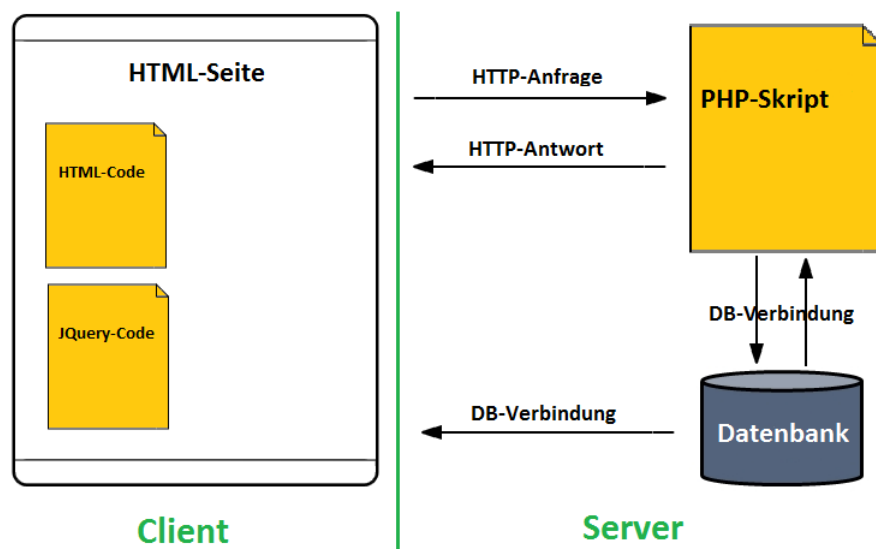 HTML-Seite
HTML-Code
JQuery-Code
HTTP-Anfrage
HTTP-Antwort
PHP-Skript
DB-Verbindung
DB-Verbindung
Datenbank
Client
Server